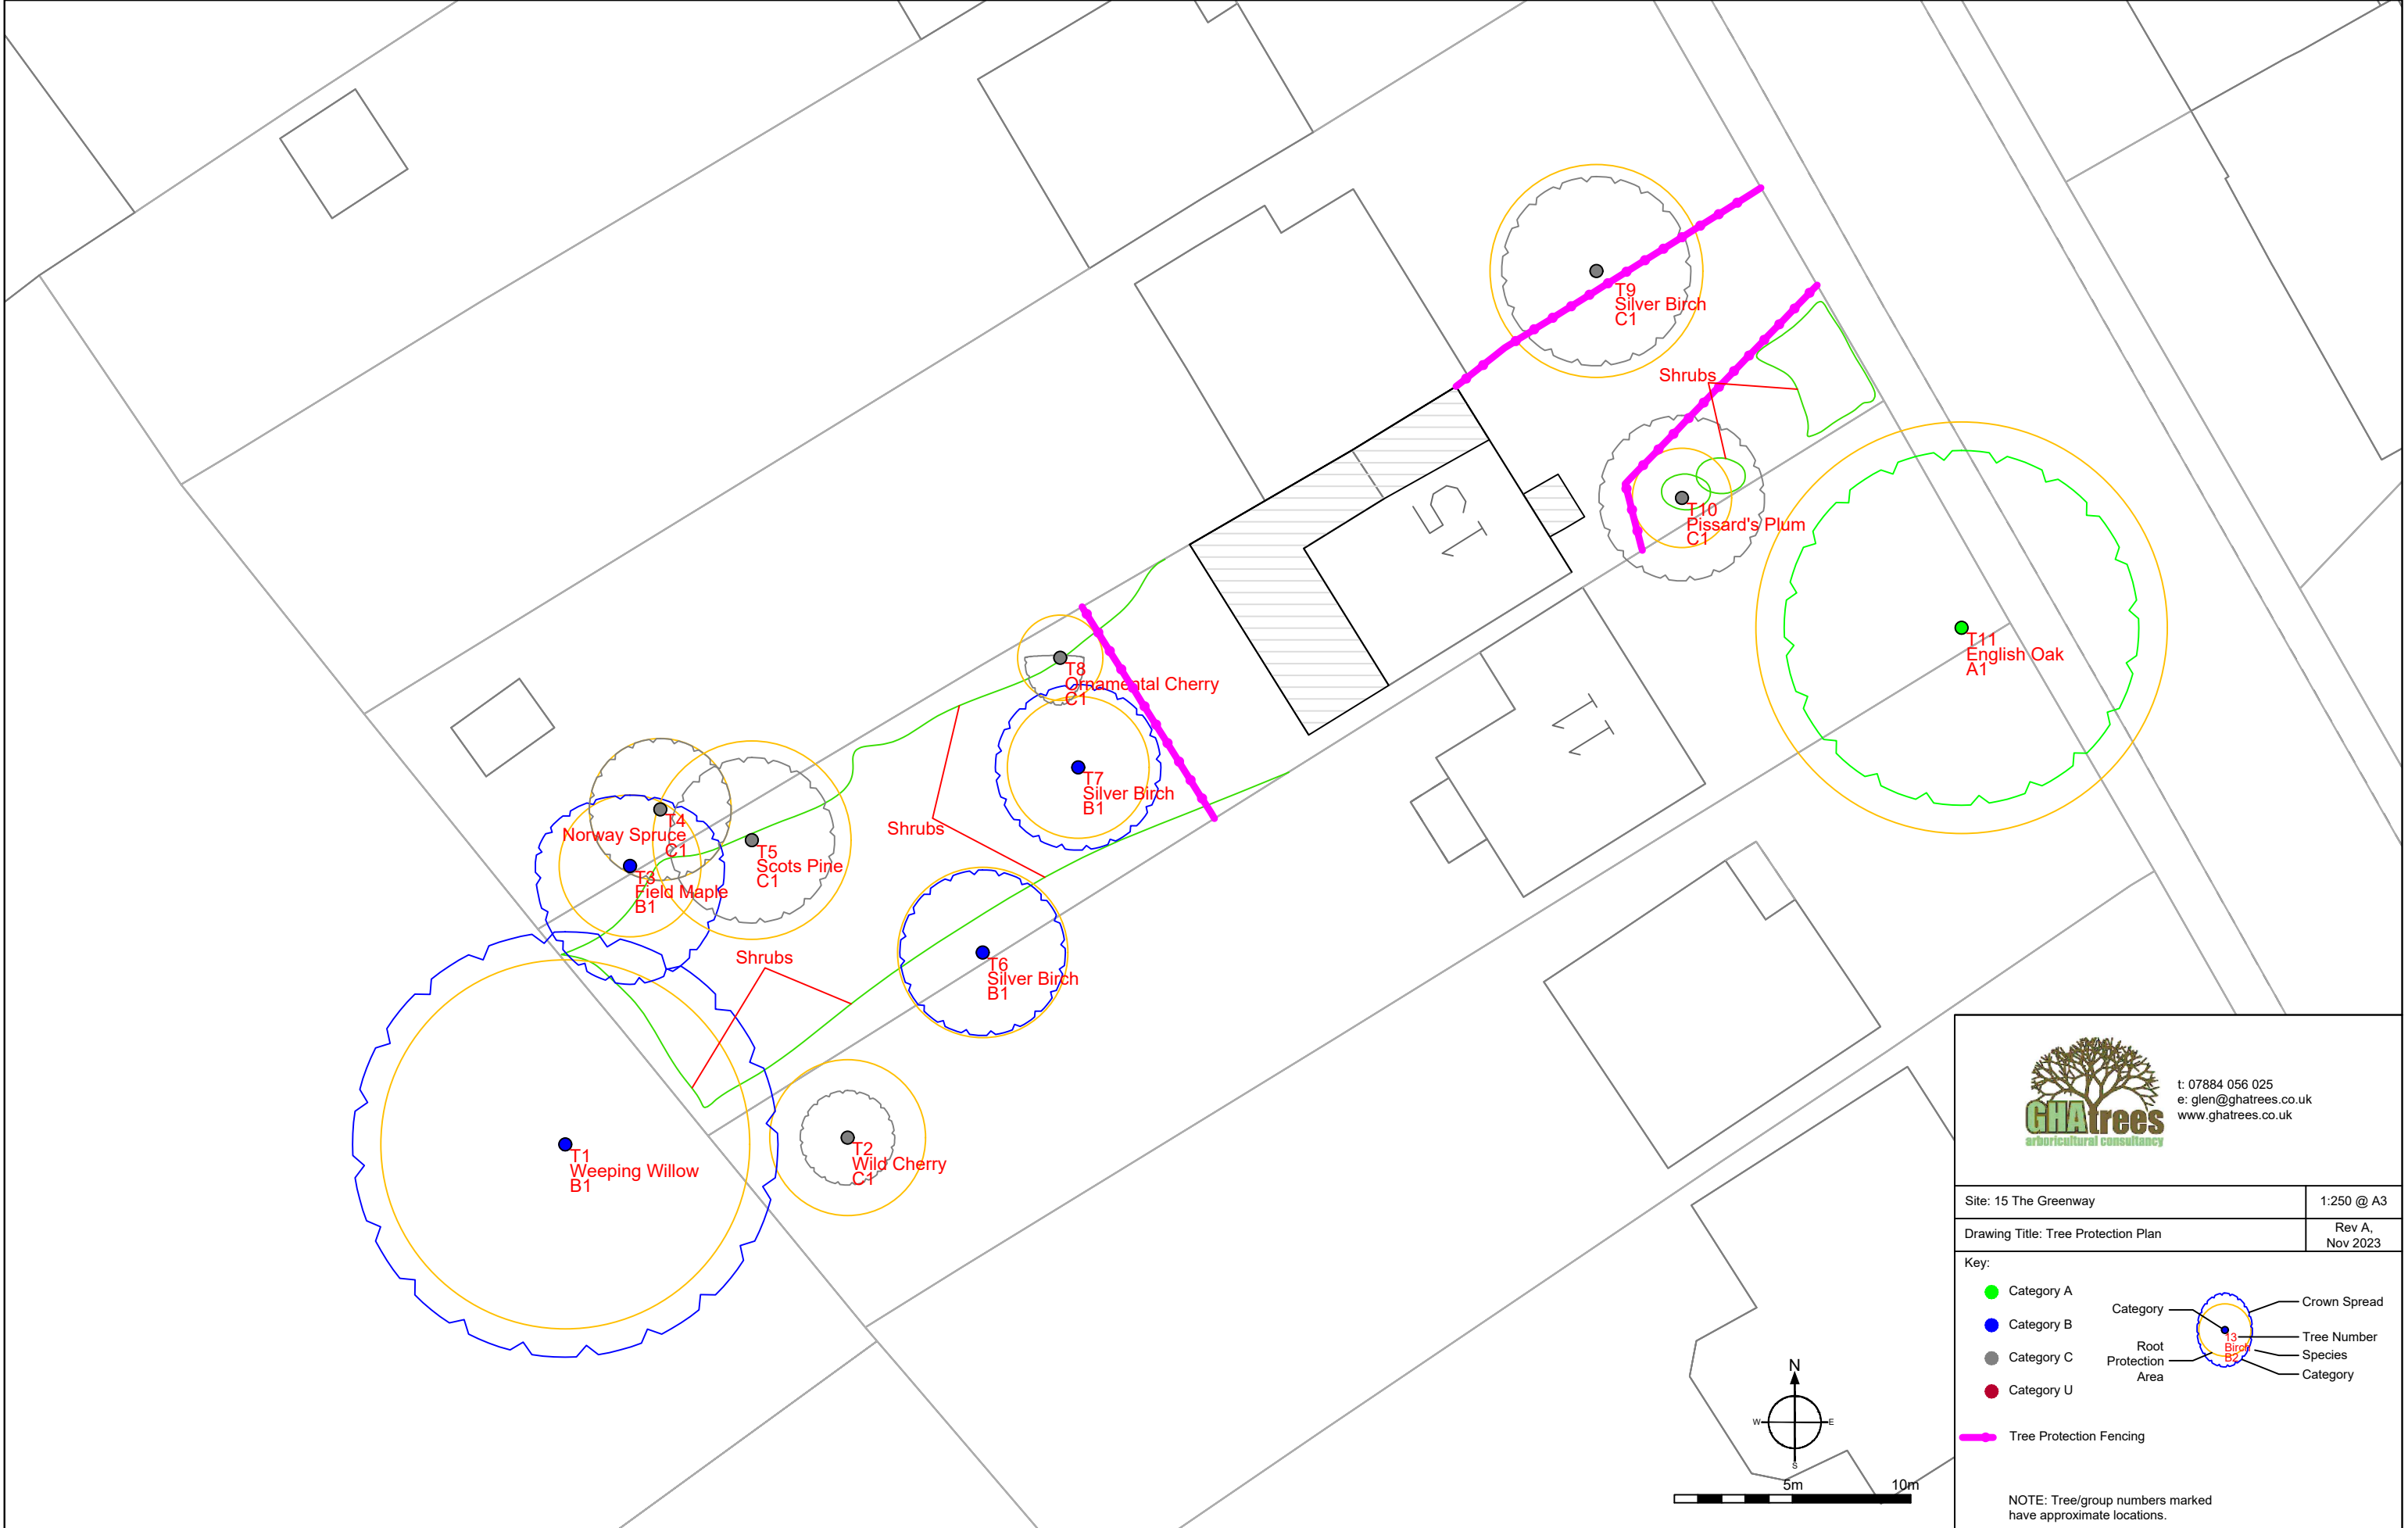 T9
Silver Birch
C1
Shrubs
15
T10
Pissard's Plum
C1
T11
English Oak
A1
T8
Ornamental Cherry
C1
11
T7
Silver Birch
B1
T4
Norway Spruce
C1
Shrubs
T5
Scots Pine
C1
T3
Field Maple
B1
Shrubs
T6
Silver Birch
B1
T1
Weeping Willow
B1
T2
Wild Cherry
C1
GHAtrees
arboricultural consultancy
t: 07884 056 025
e: glen@ghatrees.co.uk
www.ghatrees.co.uk
Site: 15 The Greenway
1:250 @ A3
Drawing Title: Tree Protection Plan
Rev A,
Nov 2023
Key:
Category A
Category B
Category C
Category U
Category
Root
Protection
Area
13
Birch
B2
Crown Spread
Tree Number
Species
Category
Tree Protection Fencing
N
W
E
S
5m
10m
NOTE: Tree/group numbers marked
have approximate locations.